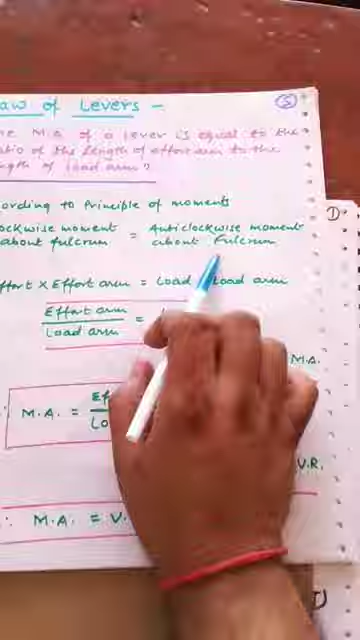 aw of Levers -
5
he M.A of a lever is equal to the
atio of the length of effort arm to the
ngth of load arm.
ording to Principle of moments
ockwise moment = Anticlockwise moment
about fulcrum about Fulcrum
ffort x Effort arm = Load Load arm
Effort arm =
Load arm
M.A.
M.A. = Ef
Lo
V.R.
∴ M.A. = V.
D